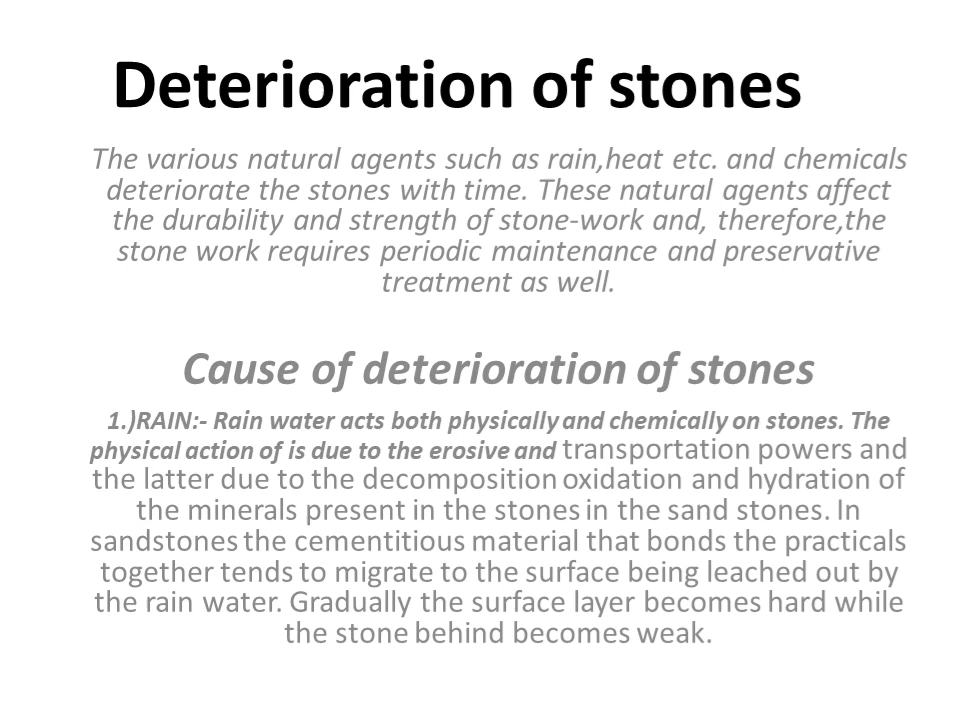 Deterioration of stones
The various natural agents such as rain,heat etc. and chemicals
deteriorate the stones with time. These natural agents affect
the durability and strength of stone-work and, therefore,the
stone work requires periodic maintenance and preservative
treatment as well.
Cause of deterioration of stones
1.)RAIN:- Rain water acts both physically and chemically on stones. The
physical action of is due to the erosive and transportation powers and
the latter due to the decomposition oxidation and hydration of
the minerals present in the stones in the sand stones. In
sandstones the cementitious material that bonds the practicals
together tends to migrate to the surface being leached out by
the rain water. Gradually the surface layer becomes hard while
the stone behind becomes weak.